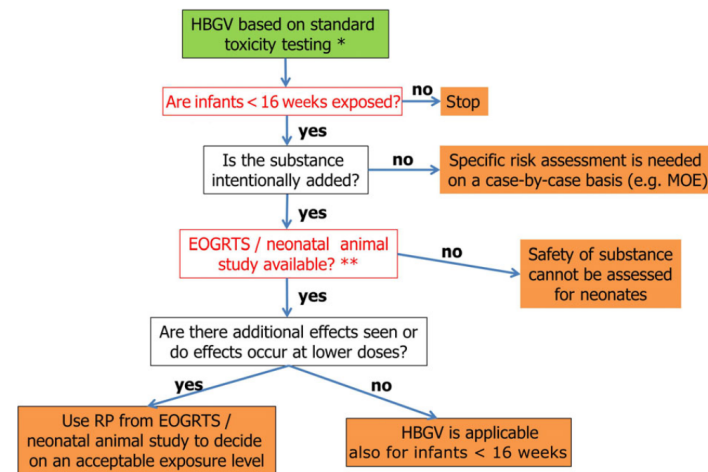 HBGV based on standard
toxicity testing *
Are infants < 16 weeks exposed?
no
Stop
yes
Is the substance
intentionally added?
no
Specific risk assessment is needed
on a case-by-case basis (e.g. MOE)
yes
EOGRTS / neonatal animal
study available? **
no
Safety of substance
cannot be assessed
for neonates
yes
Are there additional effects seen or
do effects occur at lower doses?
yes
no
Use RP from EOGRTS /
neonatal animal study to decide
on an acceptable exposure level
HBGV is applicable
also for infants < 16 weeks